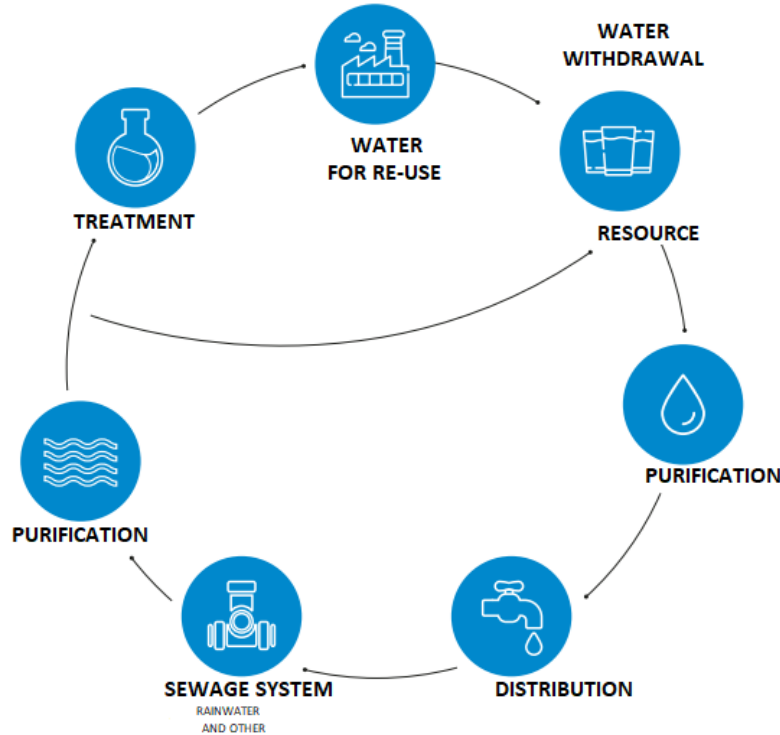 WATER
WITHDRAWAL
WATER
FOR RE-USE
TREATMENT
RESOURCE
PURIFICATION
PURIFICATION
SEWAGE SYSTEM
RAINWATER
AND OTHER
DISTRIBUTION